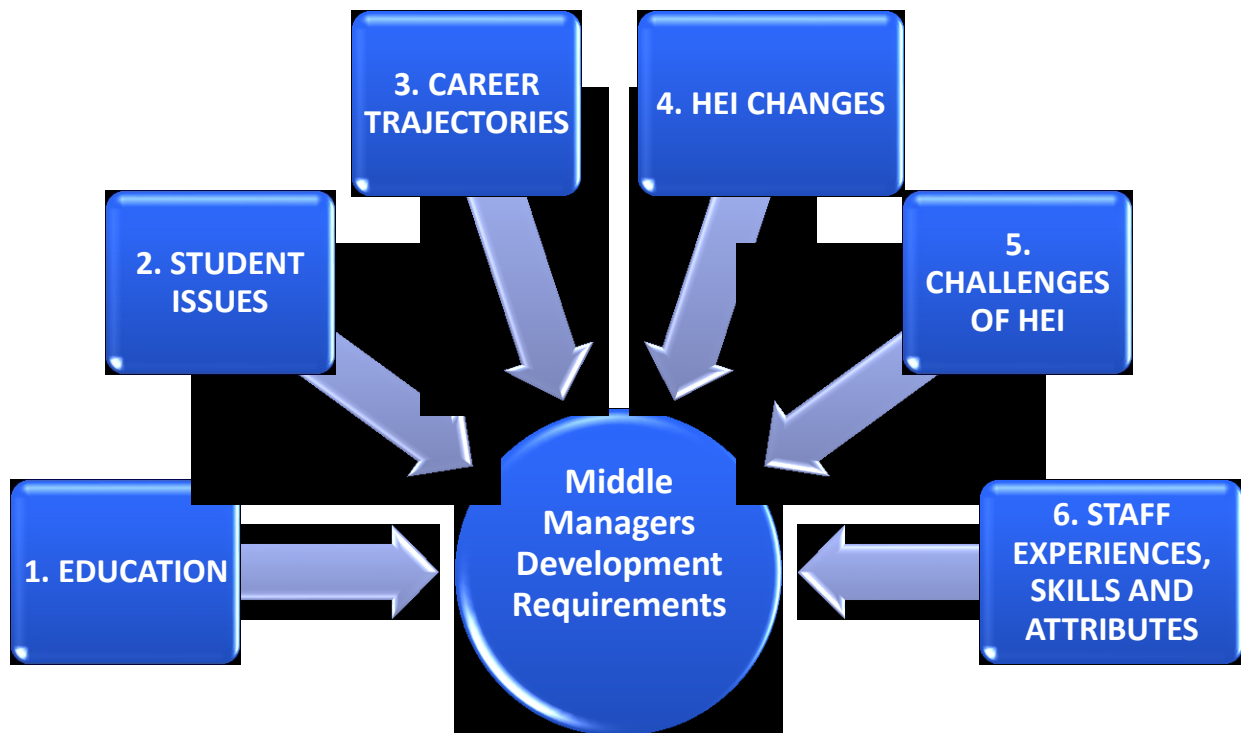 1. EDUCATION
2. STUDENT
ISSUES
3. CAREER
TRAJECTORIES
4. HEI CHANGES
5.
CHALLENGES
OF HEI
6. STAFF
EXPERIENCES,
SKILLS AND
ATTRIBUTES
Middle
Managers
Development
Requirements